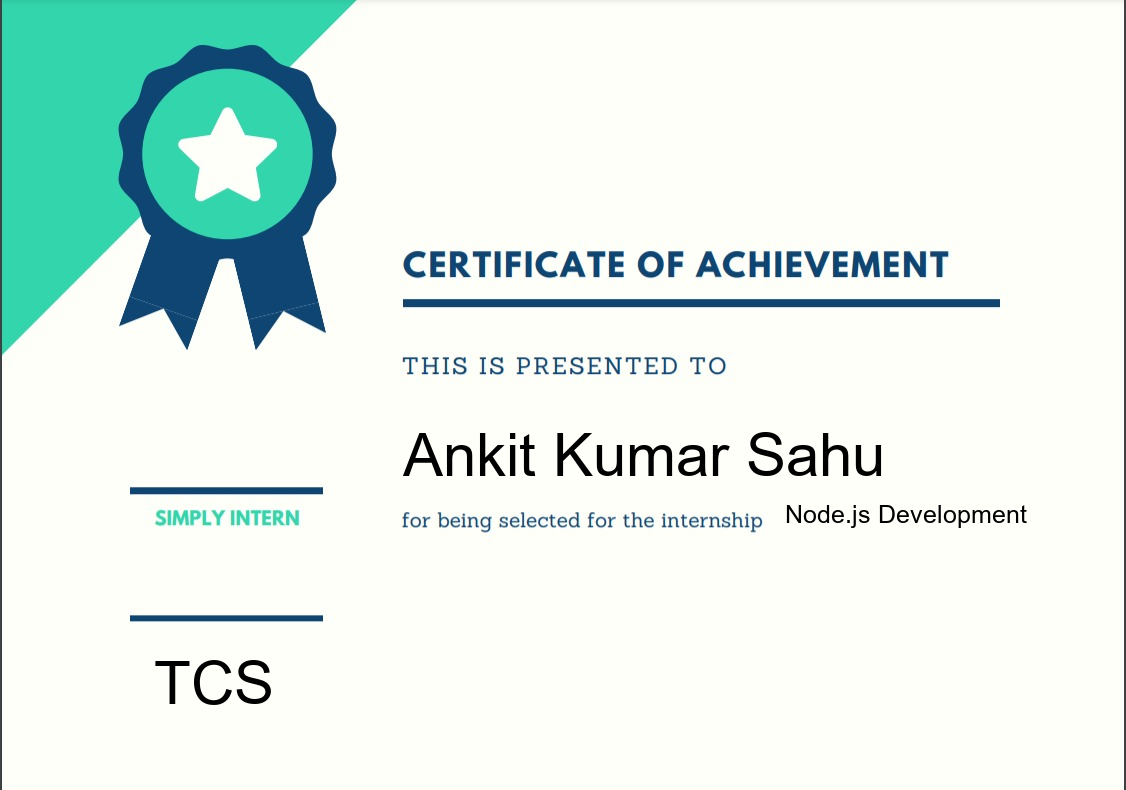 CERTIFICATE OF ACHIEVEMENT
THIS IS PRESENTED TO
Ankit Kumar Sahu
for being selected for the internship Node.js Development
SIMPLY INTERN
TCS